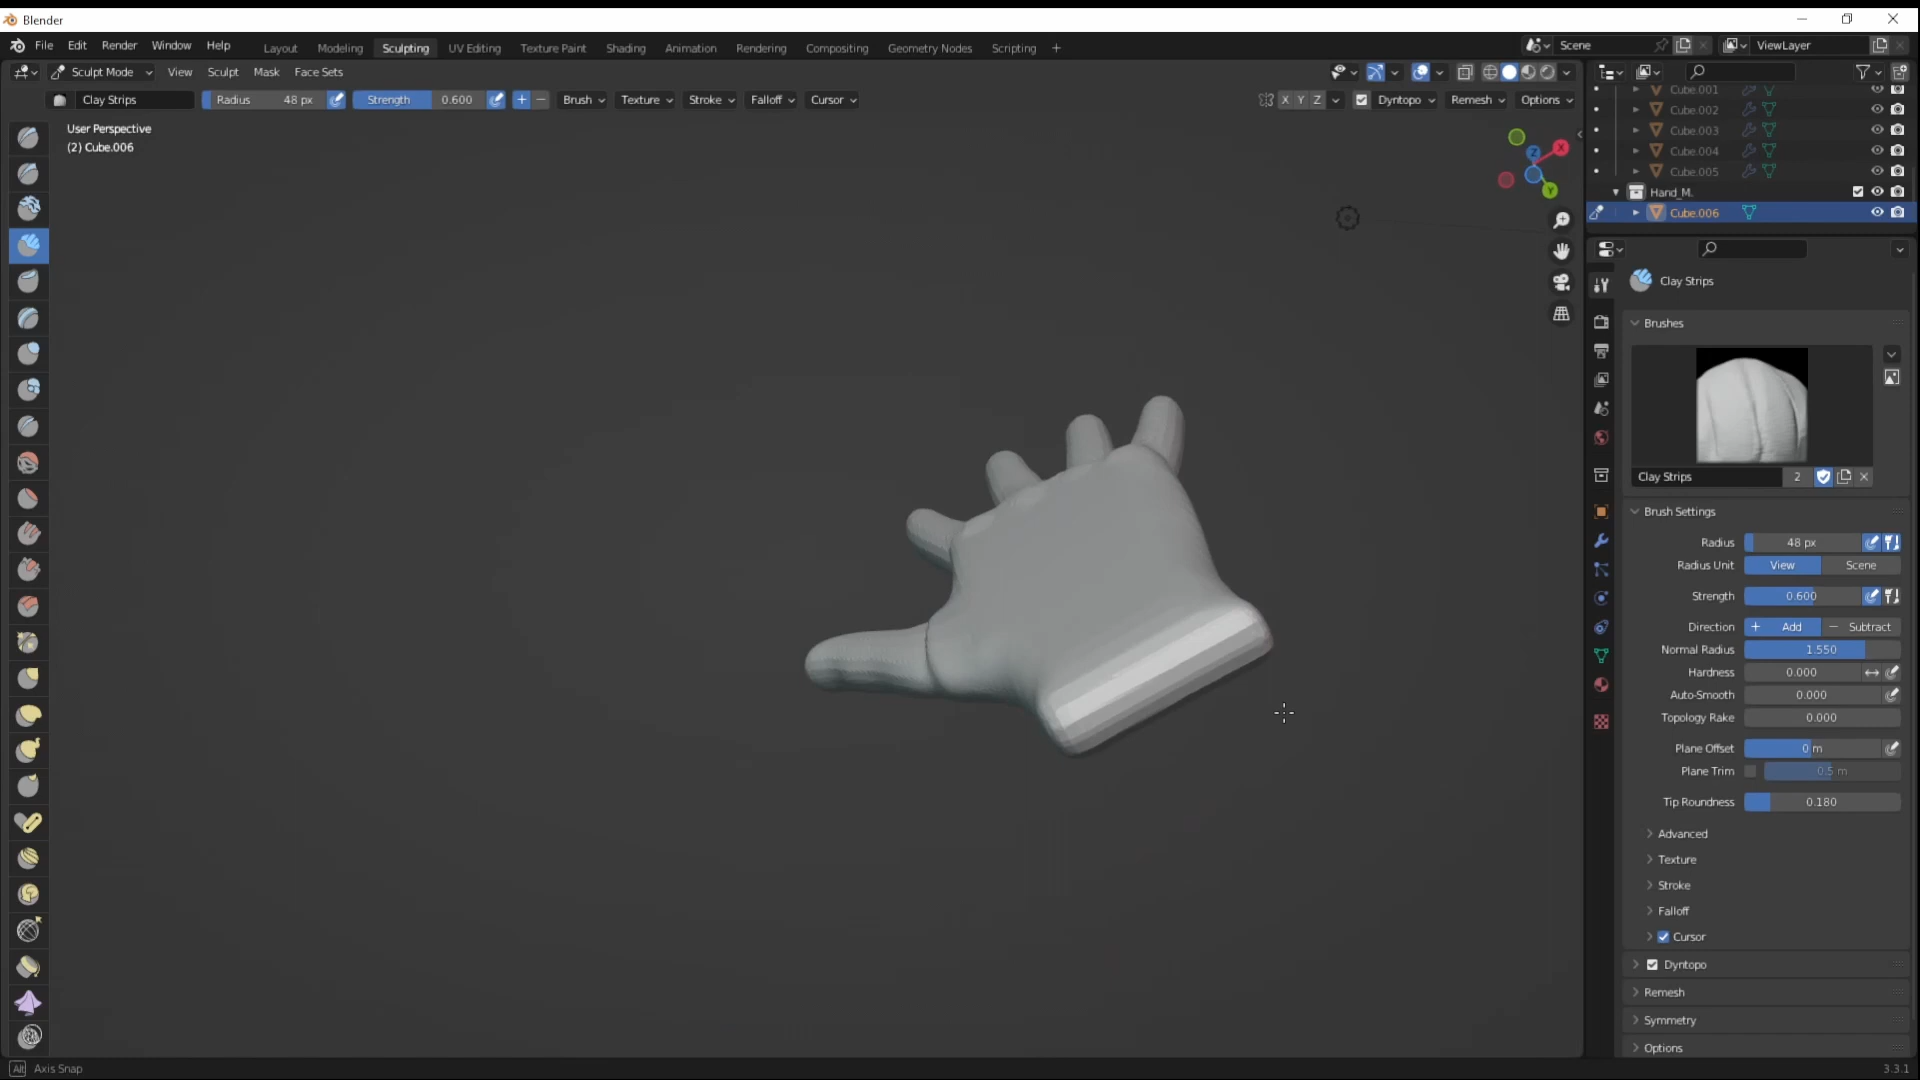 Blender
File Edit Render Window Help Layout Modeling Sculpting UV Editing Texture Paint Shading Animation Rendering Compositing Geometry Nodes Scripting + Scene ViewLayer
Sculpt Mode View Sculpt Mask Face Sets
Clay Strips Radius 48 px Strength 0.600 + − Brush Texture Stroke Falloff Cursor X Y Z Dyntopo Remesh Options
User Perspective
(2) Cube.006
X
Z
Y
Cube.001
Cube.002
Cube.003
Cube.004
Cube.005
Hand_M.
Cube.006
Clay Strips
Brushes
Clay Strips 2
Brush Settings
Radius 48 px
Radius Unit View Scene
Strength 0.600
Direction + Add − Subtract
Normal Radius 1.550
Hardness 0.000
Auto-Smooth 0.000
Topology Rake 0.000
Plane Offset 0 m
Plane Trim 0.5 m
Tip Roundness 0.180
Advanced
Texture
Stroke
Falloff
Cursor
Dyntopo
Remesh
Symmetry
Options
Alt Axis Snap 3.3.1